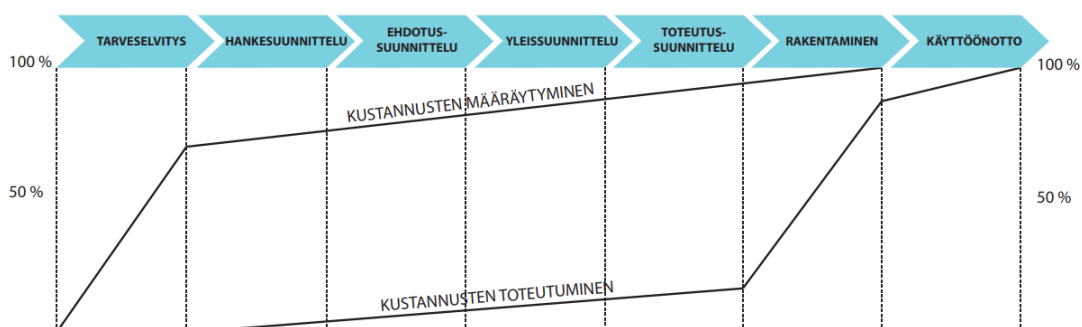 TARVESELVITYS
HANKESUUNNITTELU
EHDOTUS-
SUUNNITTELU
YLEISSUUNNITTELU
TOTEUTUS-
SUUNNITTELU
RAKENTAMINEN
KÄYTTÖÖNOTTO
100 %
100 %
KUSTANNUSTEN MÄÄRÄYTYMINEN
50 %
50 %
KUSTANNUSTEN TOTEUTUMINEN